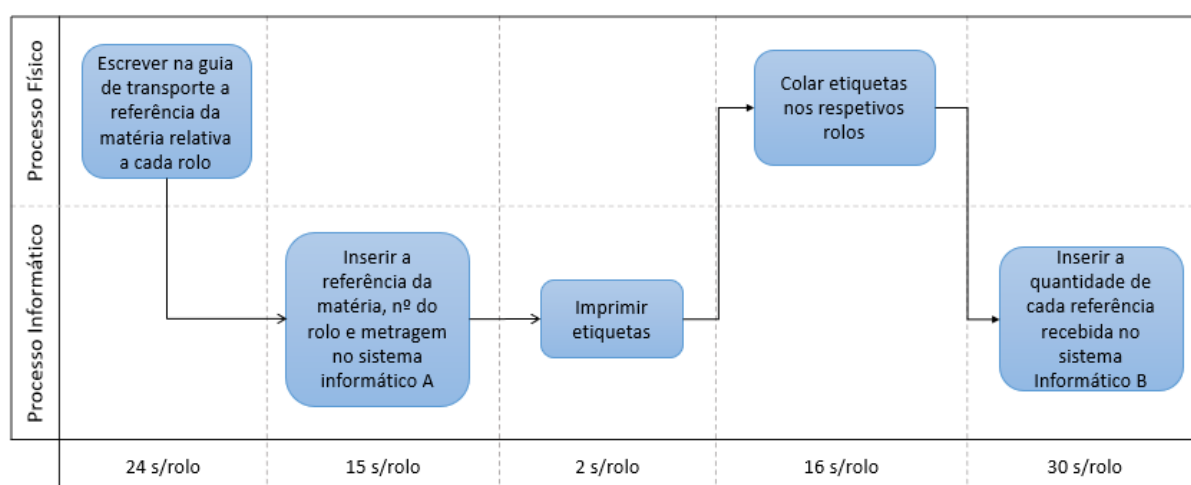 Processo Físico
Escrever na guia
de transporte a
referência da
matéria relativa
a cada rolo
Colar etiquetas
nos respetivos
rolos
Processo Informático
Inserir a
referência da
matéria, nº do
rolo e metragem
no sistema
informático A
Imprimir
etiquetas
Inserir a
quantidade de
cada referência
recebida no
sistema
Informático B
24 s/rolo
15 s/rolo
2 s/rolo
16 s/rolo
30 s/rolo